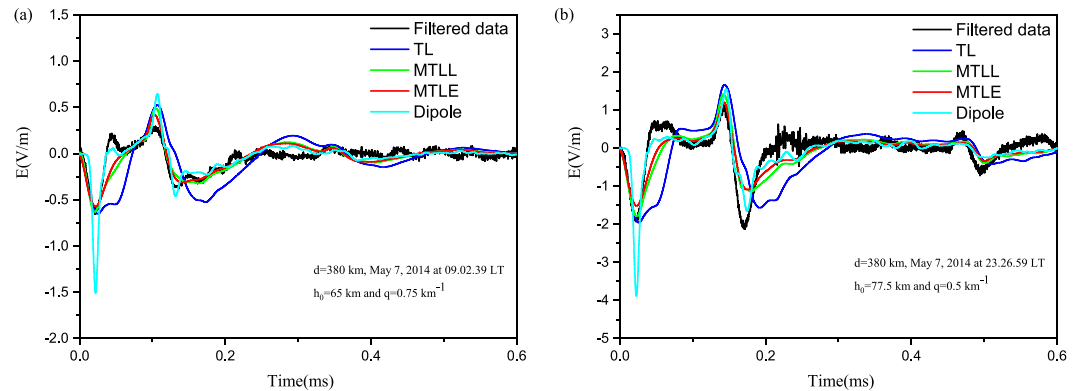 (a)
1.5
1.0
0.5
0.0
-0.5
-1.0
-1.5
-2.0
E(V/m)
Filtered data
TL
MTLL
MTLE
Dipole
d=380 km, May 7, 2014 at 09.02.39 LT
h0=65 km and q=0.75 km-1
0.0 0.2 0.4 0.6
Time(ms)
(b)
3
2
1
0
-1
-2
-3
-4
-5
E(V/m)
Filtered data
TL
MTLL
MTLE
Dipole
d=380 km, May 7, 2014 at 23.26.59 LT
h0=77.5 km and q=0.5 km-1
0.0 0.2 0.4 0.6
Time(ms)